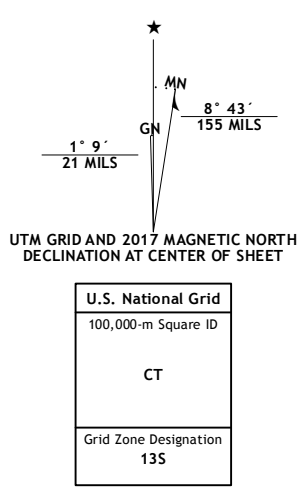 ★
MN
8° 43´
155 MILS
GN
1° 9´
21 MILS
UTM GRID AND 2017 MAGNETIC NORTH
DECLINATION AT CENTER OF SHEET
U.S. National Grid
100,000-m Square ID
CT
Grid Zone Designation
13S